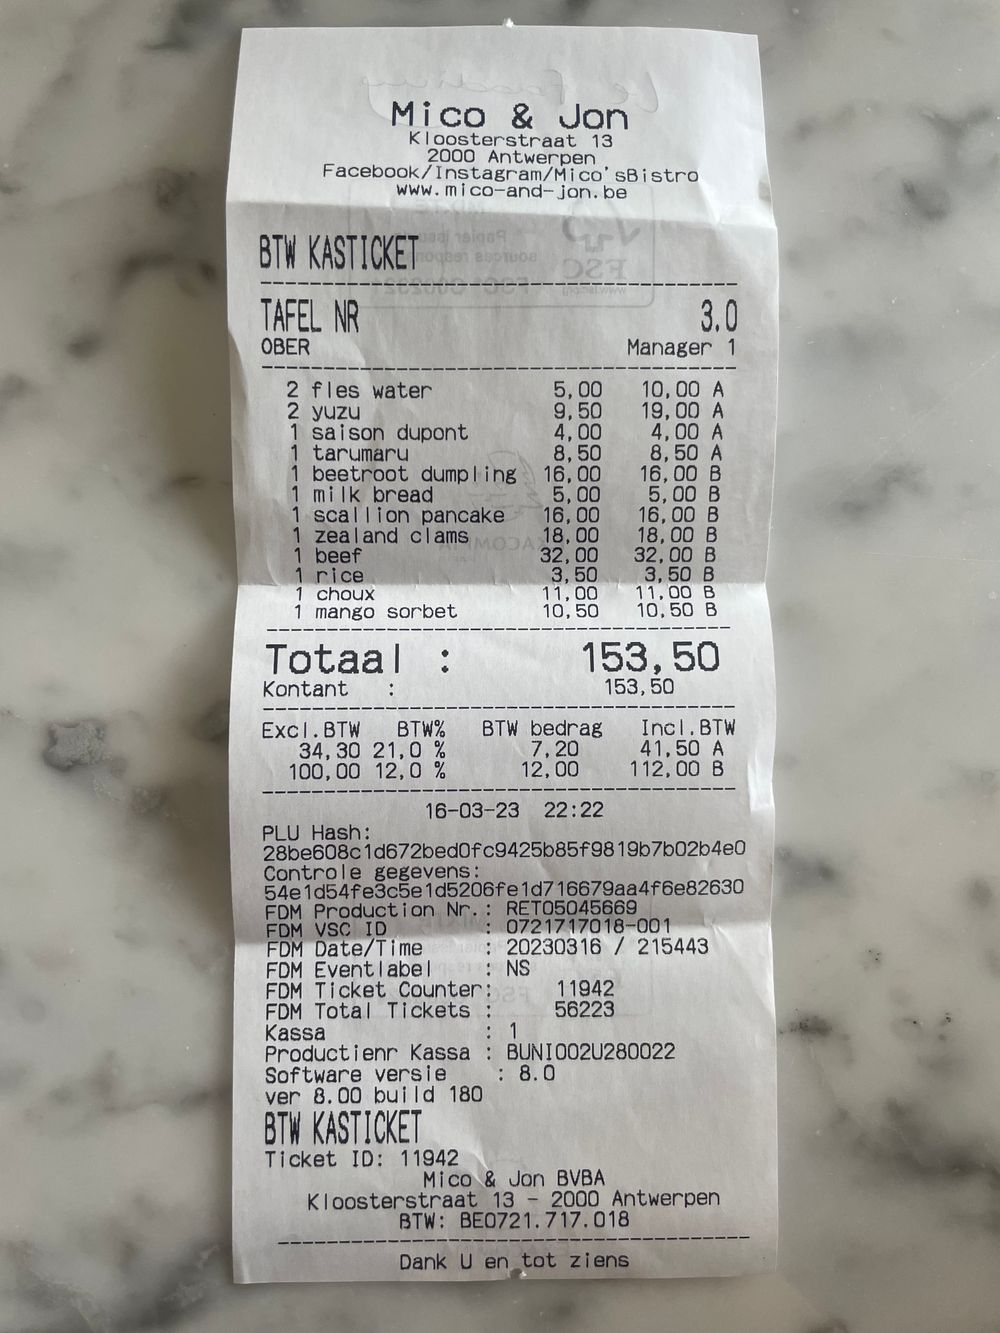 Mico & Jon
Kloosterstraat 13
2000 Antwerpen
Facebook/Instagram/Mico'sBistro
www.mico-and-jon.be
BTW KASTICKET
TAFEL NR 3.0
OBER Manager 1
2 fles water 5,00 10,00 A
2 yuzu 9,50 19,00 A
1 saison dupont 4,00 4,00 A
1 tarumaru 8,50 8,50 A
1 beetroot dumpling 16,00 16,00 B
1 milk bread 5,00 5,00 B
1 scallion pancake 16,00 16,00 B
1 zealand clams 18,00 18,00 B
1 beef 32,00 32,00 B
1 rice 3,50 3,50 B
1 choux 11,00 11,00 B
1 mango sorbet 10,50 10,50 B
Totaal : 153,50
Kontant : 153,50
Excl.BTW BTW% BTW bedrag Incl.BTW
34,30 21,0 % 7,20 41,50 A
100,00 12,0 % 12,00 112,00 B
16-03-23 22:22
PLU Hash:
28be608c1d672bed0fc9425b85f9819b7b02b4e0
Controle gegevens:
54e1d54fe3c5e1d5206fe1d716679aa4f6e82630
FDM Production Nr.: RET05045669
FDM VSC ID : 0721717018-001
FDM Date/Time : 20230316 / 215443
FDM Eventlabel : NS
FDM Ticket Counter: 11942
FDM Total Tickets : 56223
Kassa : 1
Productienr Kassa : BUNI002U280022
Software versie : 8.0
ver 8.00 build 180
BTW KASTICKET
Ticket ID: 11942
Mico & Jon BVBA
Kloosterstraat 13 - 2000 Antwerpen
BTW: BE0721.717.018
Dank U en tot ziens